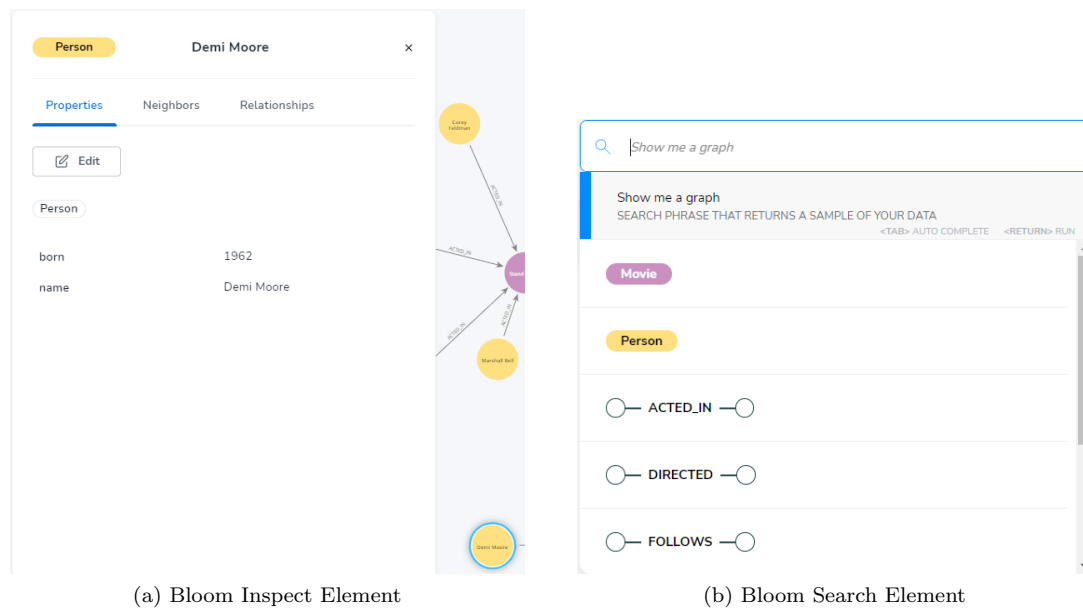 Person
Demi Moore
×
Properties Neighbors Relationships
Edit
Person
born 1962
name Demi Moore
Corey
Feldman
ACTED_IN
ACTED_IN
Stand
ACTED_IN
ACTED_IN
Marshall Bell
Demi Moore
(a) Bloom Inspect Element
Show me a graph
Show me a graph
SEARCH PHRASE THAT RETURNS A SAMPLE OF YOUR DATA
<TAB> AUTO COMPLETE <RETURN> RUN
Movie
Person
ACTED_IN
DIRECTED
FOLLOWS
(b) Bloom Search Element